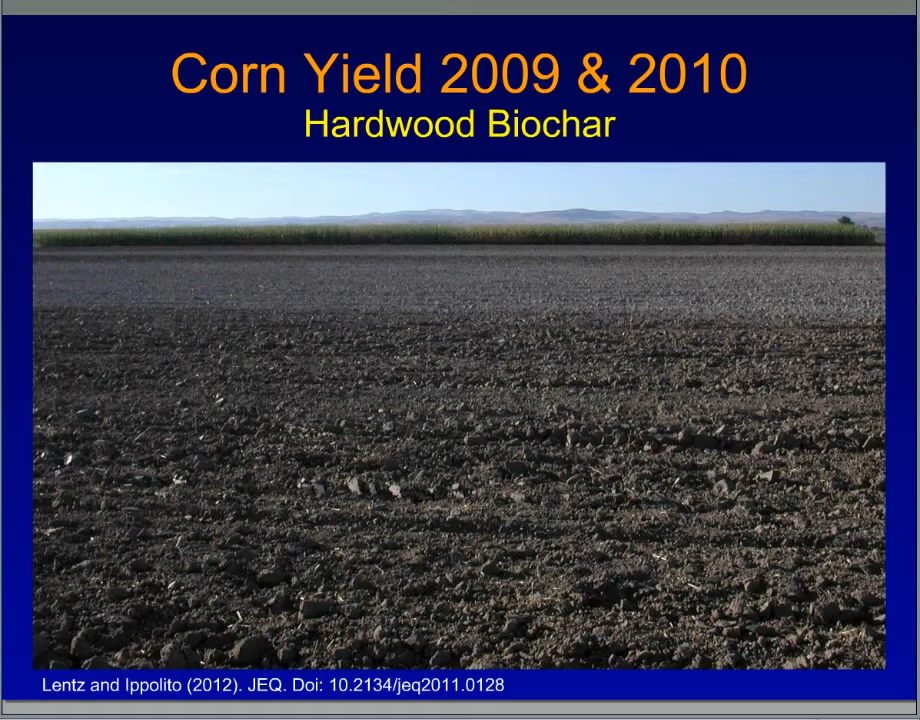 Corn Yield 2009 & 2010
Hardwood Biochar
Lentz and Ippolito (2012). JEQ. Doi: 10.2134/jeq2011.0128